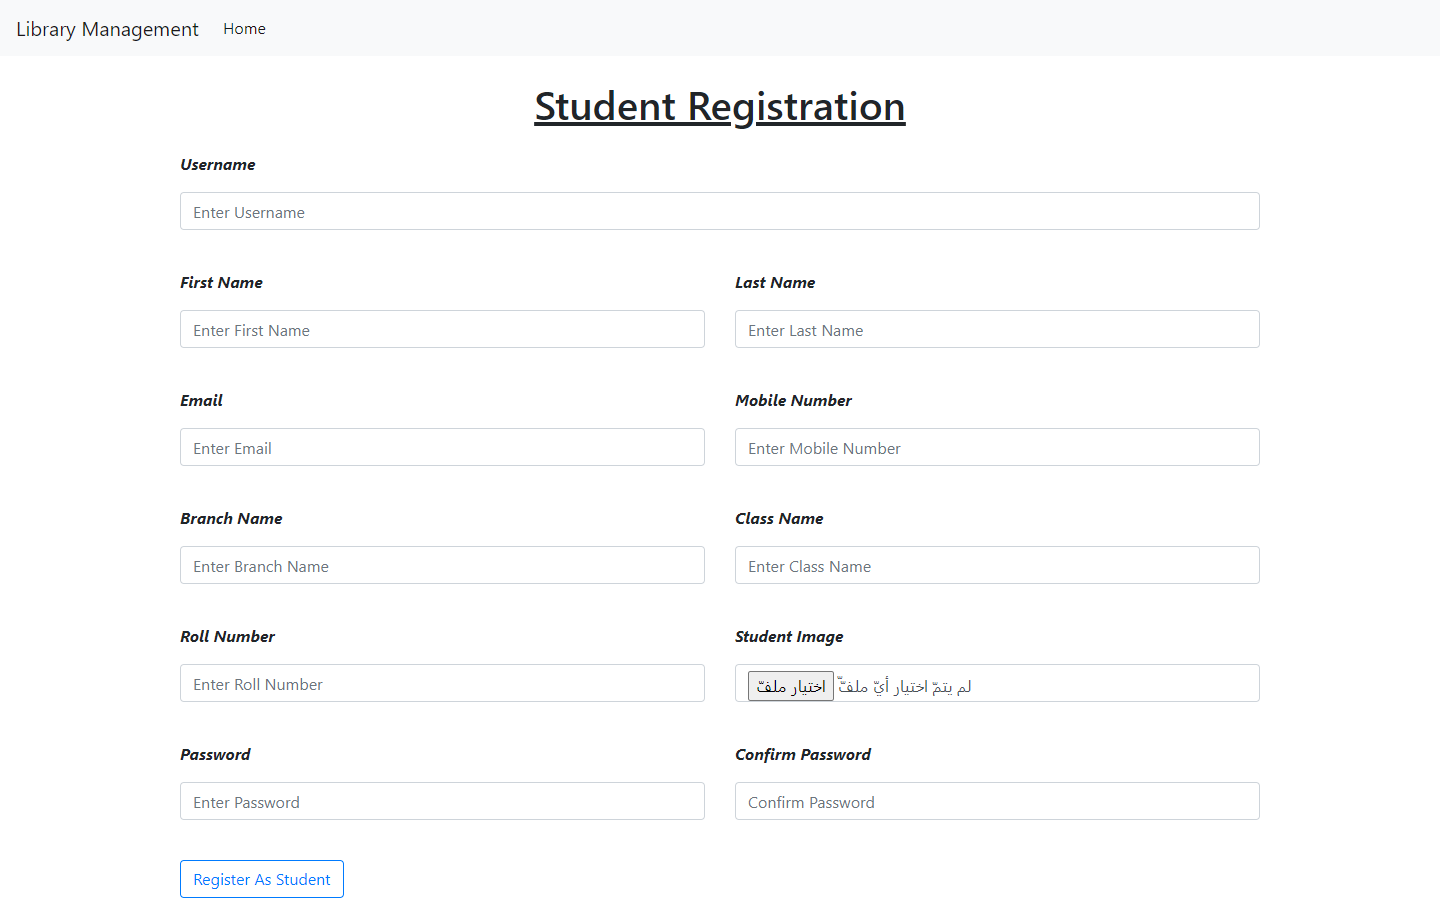 Library Management Home
Student Registration
Username
Enter Username
First Name Last Name
Enter First Name Enter Last Name
Email Mobile Number
Enter Email Enter Mobile Number
Branch Name Class Name
Enter Branch Name Enter Class Name
Roll Number Student Image
Enter Roll Number اختيار ملفّ لم يتمّ اختيار أيّ ملفّ
Password Confirm Password
Enter Password Confirm Password
Register As Student